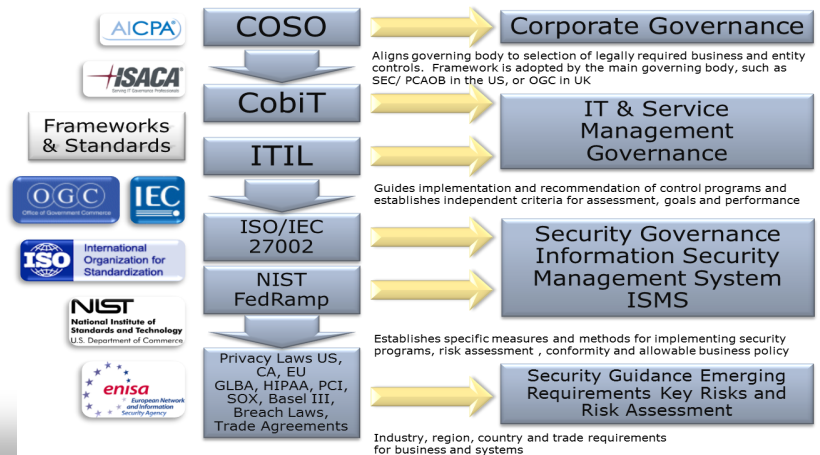 AICPA
COSO
Corporate Governance
Aligns governing body to selection of legally required business and entity
controls. Framework is adopted by the main governing body, such as
SEC/ PCAOB in the US, or OGC in UK
ISACA
Serving IT Governance Professionals
CobiT
IT & Service
Management
Governance
Frameworks
& Standards
ITIL
Guides implementation and recommendation of control programs and
establishes independent criteria for assessment, goals and performance
OGC
Office of Government Commerce
IEC
ISO/IEC
27002
Security Governance
Information Security
Management System
ISMS
ISO
International
Organization for
Standardization
NIST
FedRamp
NIST
National Institute of
Standards and Technology
U.S. Department of Commerce
Establishes specific measures and methods for implementing security
programs, risk assessment , conformity and allowable business policy
Privacy Laws US,
CA, EU
GLBA, HIPAA, PCI,
SOX, Basel III,
Breach Laws,
Trade Agreements
Security Guidance Emerging
Requirements Key Risks and
Risk Assessment
enisa
European Network
and Information
Security Agency
Industry, region, country and trade requirements
for business and systems